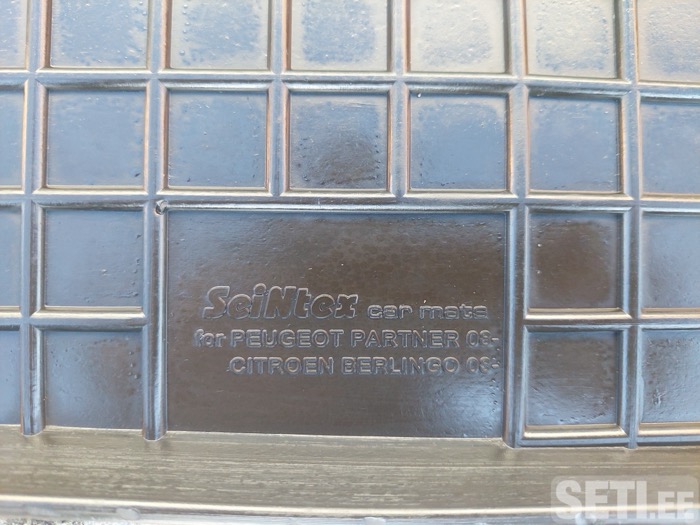 SciNtex car mats
for PEUGEOT PARTNER 08-
CITROEN BERLINGO 08-
SETI.EE